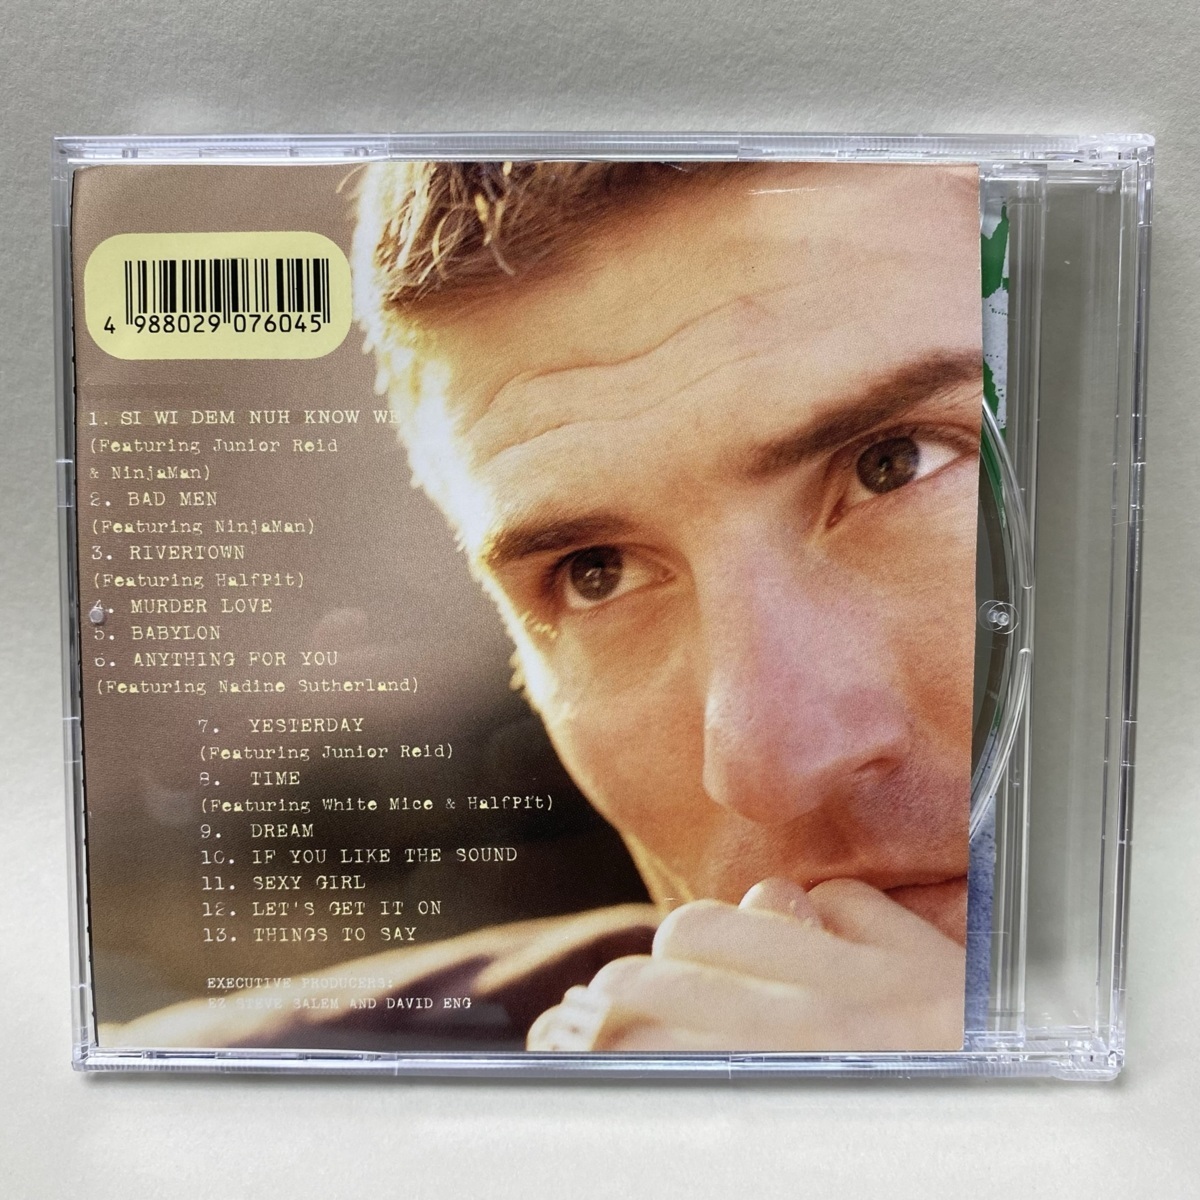 4 988029 076045
1. SI WI DEM NUH KNOW WE
(Featuring Junior Reid
& NinjaMan)
2. BAD MEN
(Featuring NinjaMan)
3. RIVERTOWN
(Featuring HalfPit)
4. MURDER LOVE
5. BABYLON
6. ANYTHING FOR YOU
(Featuring Nadine Sutherland)
7. YESTERDAY
(Featuring Junior Reid)
8. TIME
(Featuring White Mice & HalfPit)
9. DREAM
10. IF YOU LIKE THE SOUND
11. SEXY GIRL
12. LET'S GET IT ON
13. THINGS TO SAY
EXECUTIVE PRODUCERS:
EZ STEVE SALEM AND DAVID ENG